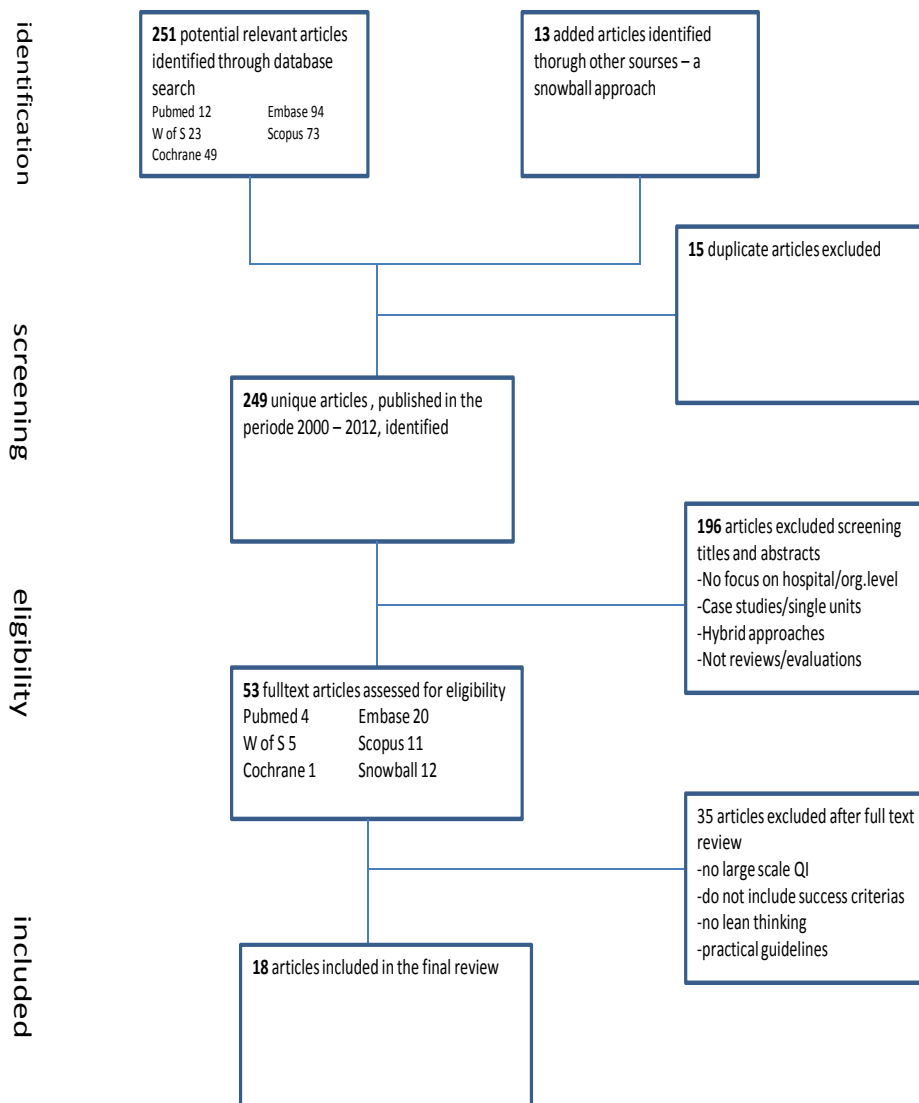 identification
251 potential relevant articles
identified through database
search
Pubmed 12 Embase 94
W of S 23 Scopus 73
Cochrane 49
13 added articles identified
thorugh other sourses – a
snowball approach
15 duplicate articles excluded
screening
249 unique articles , published in the
periode 2000 – 2012, identified
196 articles excluded screening
titles and abstracts
-No focus on hospital/org.level
-Case studies/single units
-Hybrid approaches
-Not reviews/evaluations
eligibility
53 fulltext articles assessed for eligibility
Pubmed 4 Embase 20
W of S 5 Scopus 11
Cochrane 1 Snowball 12
35 articles excluded after full text
review
-no large scale QI
-do not include success criterias
-no lean thinking
-practical guidelines
included
18 articles included in the final review